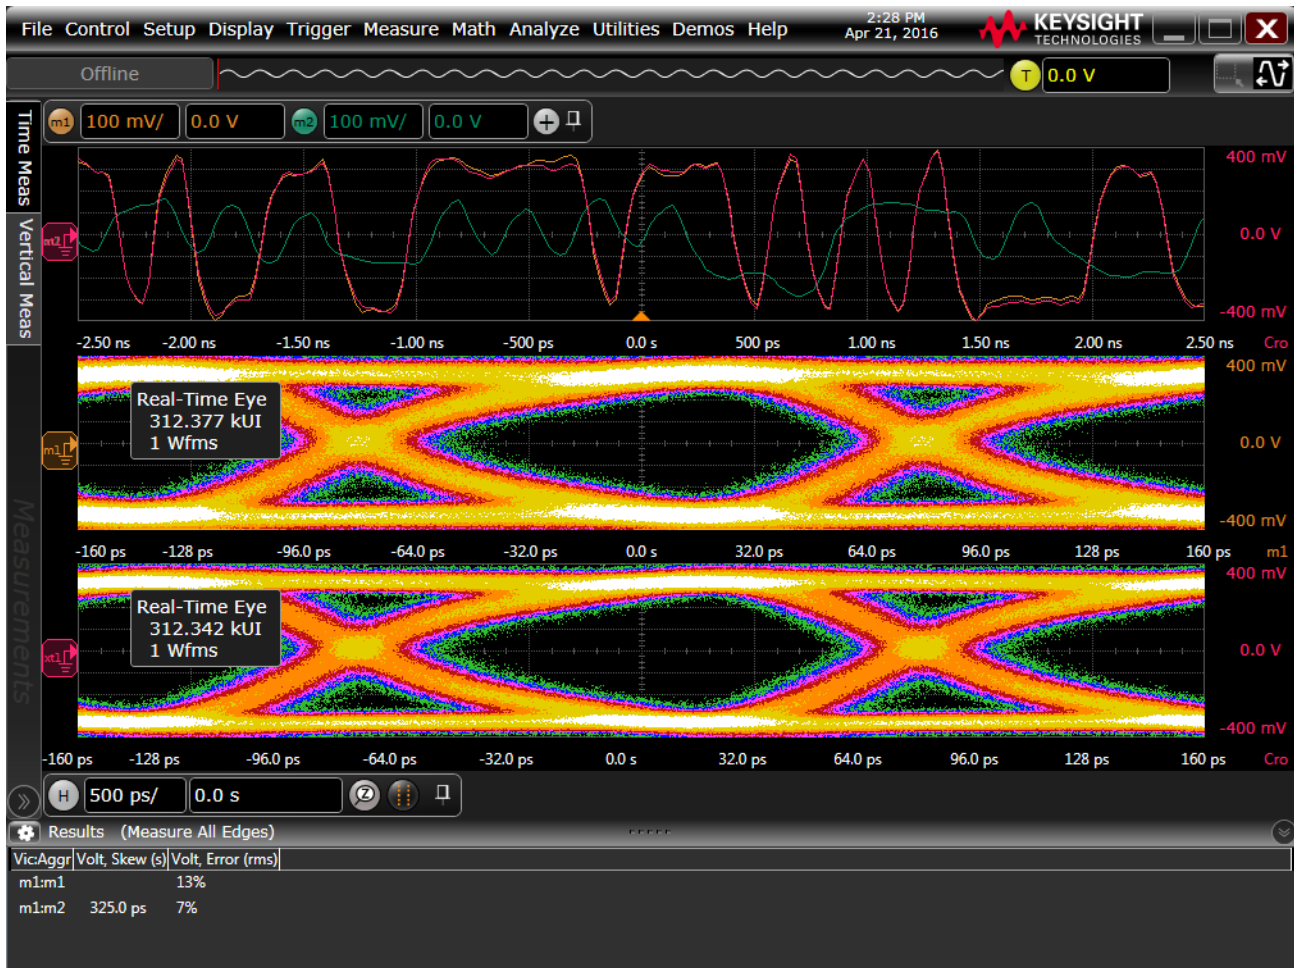 File Control Setup Display Trigger Measure Math Analyze Utilities Demos Help
2:28 PM
Apr 21, 2016
KEYSIGHT
TECHNOLOGIES
Offline
T 0.0 V
Time Meas
Vertical Meas
Measurements
m1 100 mV/ 0.0 V m2 100 mV/ 0.0 V
400 mV
m2
0.0 V
-400 mV
-2.50 ns -2.00 ns -1.50 ns -1.00 ns -500 ps 0.0 s 500 ps 1.00 ns 1.50 ns 2.00 ns 2.50 ns Cro
400 mV
Real-Time Eye
312.377 kUI
1 Wfms
m1
0.0 V
-400 mV
-160 ps -128 ps -96.0 ps -64.0 ps -32.0 ps 0.0 s 32.0 ps 64.0 ps 96.0 ps 128 ps 160 ps m1
400 mV
Real-Time Eye
312.342 kUI
1 Wfms
xt1
0.0 V
-400 mV
-160 ps -128 ps -96.0 ps -64.0 ps -32.0 ps 0.0 s 32.0 ps 64.0 ps 96.0 ps 128 ps 160 ps Cro
H 500 ps/ 0.0 s Z
Results (Measure All Edges)
Vic:Aggr Volt, Skew (s) Volt, Error (rms)
m1:m1 13%
m1:m2 325.0 ps 7%